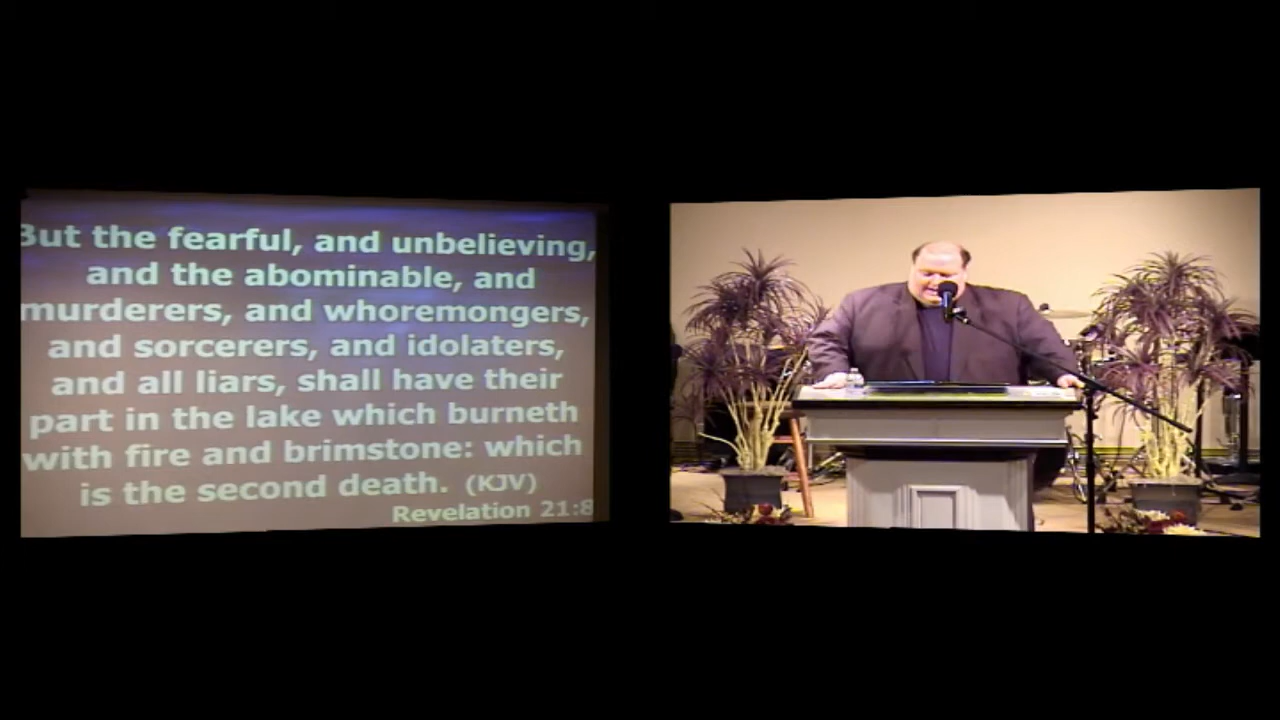 But the fearful, and unbelieving,
and the abominable, and
murderers, and whoremongers,
and sorcerers, and idolaters,
and all liars, shall have their
part in the lake which burneth
with fire and brimstone: which
is the second death. (KJV)
Revelation 21:8